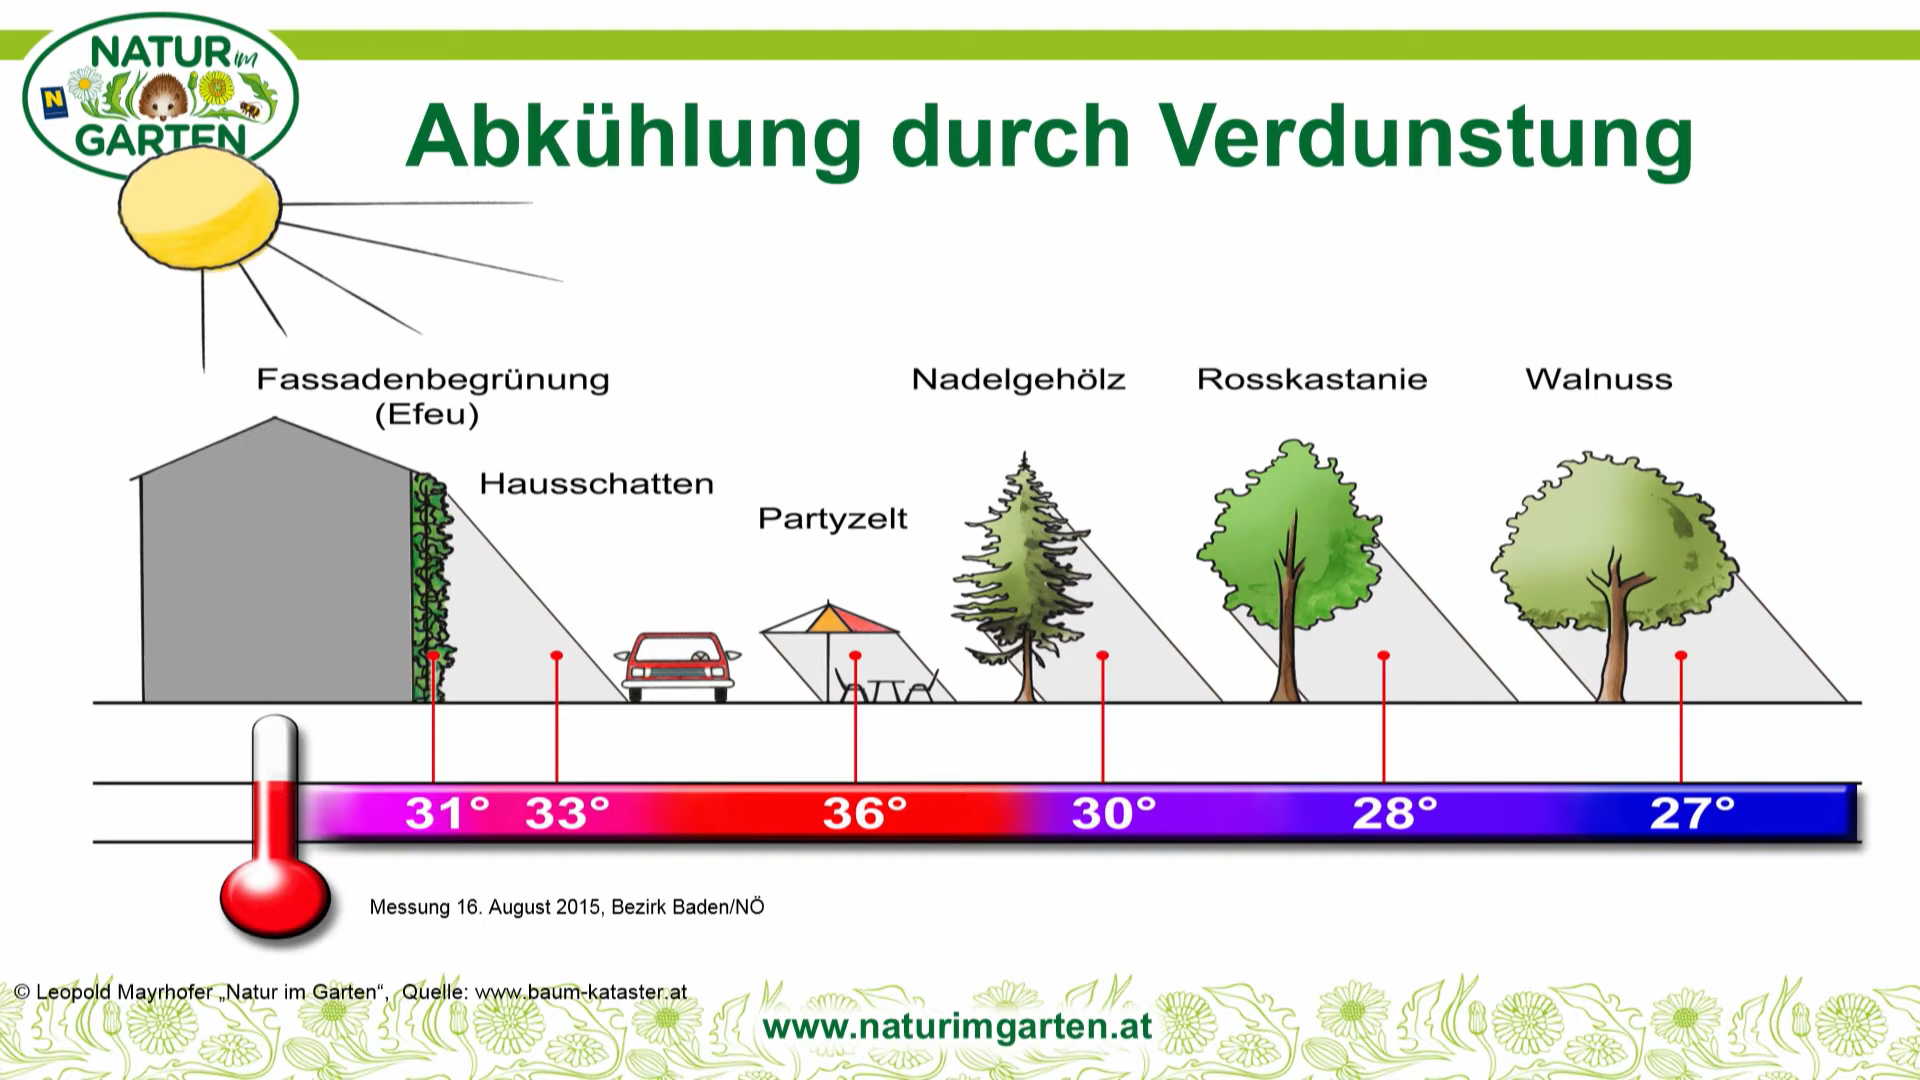 NATUR im
N
GARTEN
Abkühlung durch Verdunstung
Fassadenbegrünung
(Efeu)
Hausschatten
Partyzelt
Nadelgehölz
Rosskastanie
Walnuss
31° 33° 36° 30° 28° 27°
Messung 16. August 2015, Bezirk Baden/NÖ
© Leopold Mayrhofer „Natur im Garten“, Quelle: www.baum-kataster.at
www.naturimgarten.at